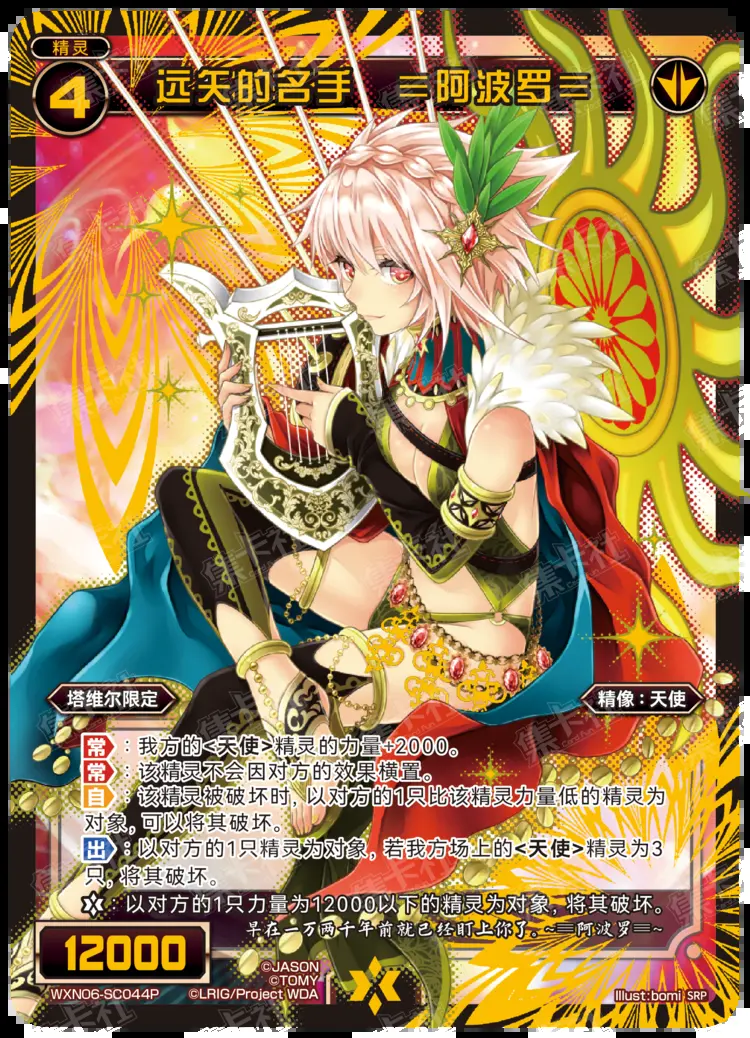 精灵
4
远矢的名手 ≡阿波罗≡
塔维尔限定
精像：天使
常：我方的<天使>精灵的力量+2000。
常：该精灵不会因对方的效果横置。
自：该精灵被破坏时，以对方的1只比该精灵力量低的精灵为
对象，可以将其破坏。
出：以对方的1只精灵为对象，若我方场上的<天使>精灵为3
只，将其破坏。
：以对方的1只力量为12000以下的精灵为对象，将其破坏。
早在二万两千年前就已经盯上你了。~≡阿波罗≡~
12000
©JASON
©TOMY
WXN06-SC044P ©LRIG/Project WDA
Illust:bomi SRP
集卡社